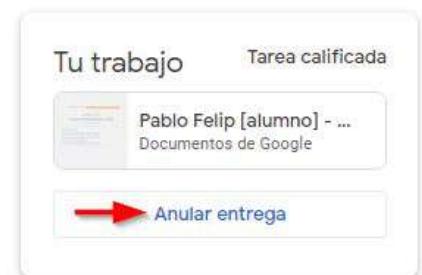 Tu trabajo
Tarea calificada
Pablo Felip [alumno] - ...
Documentos de Google
Anular entrega